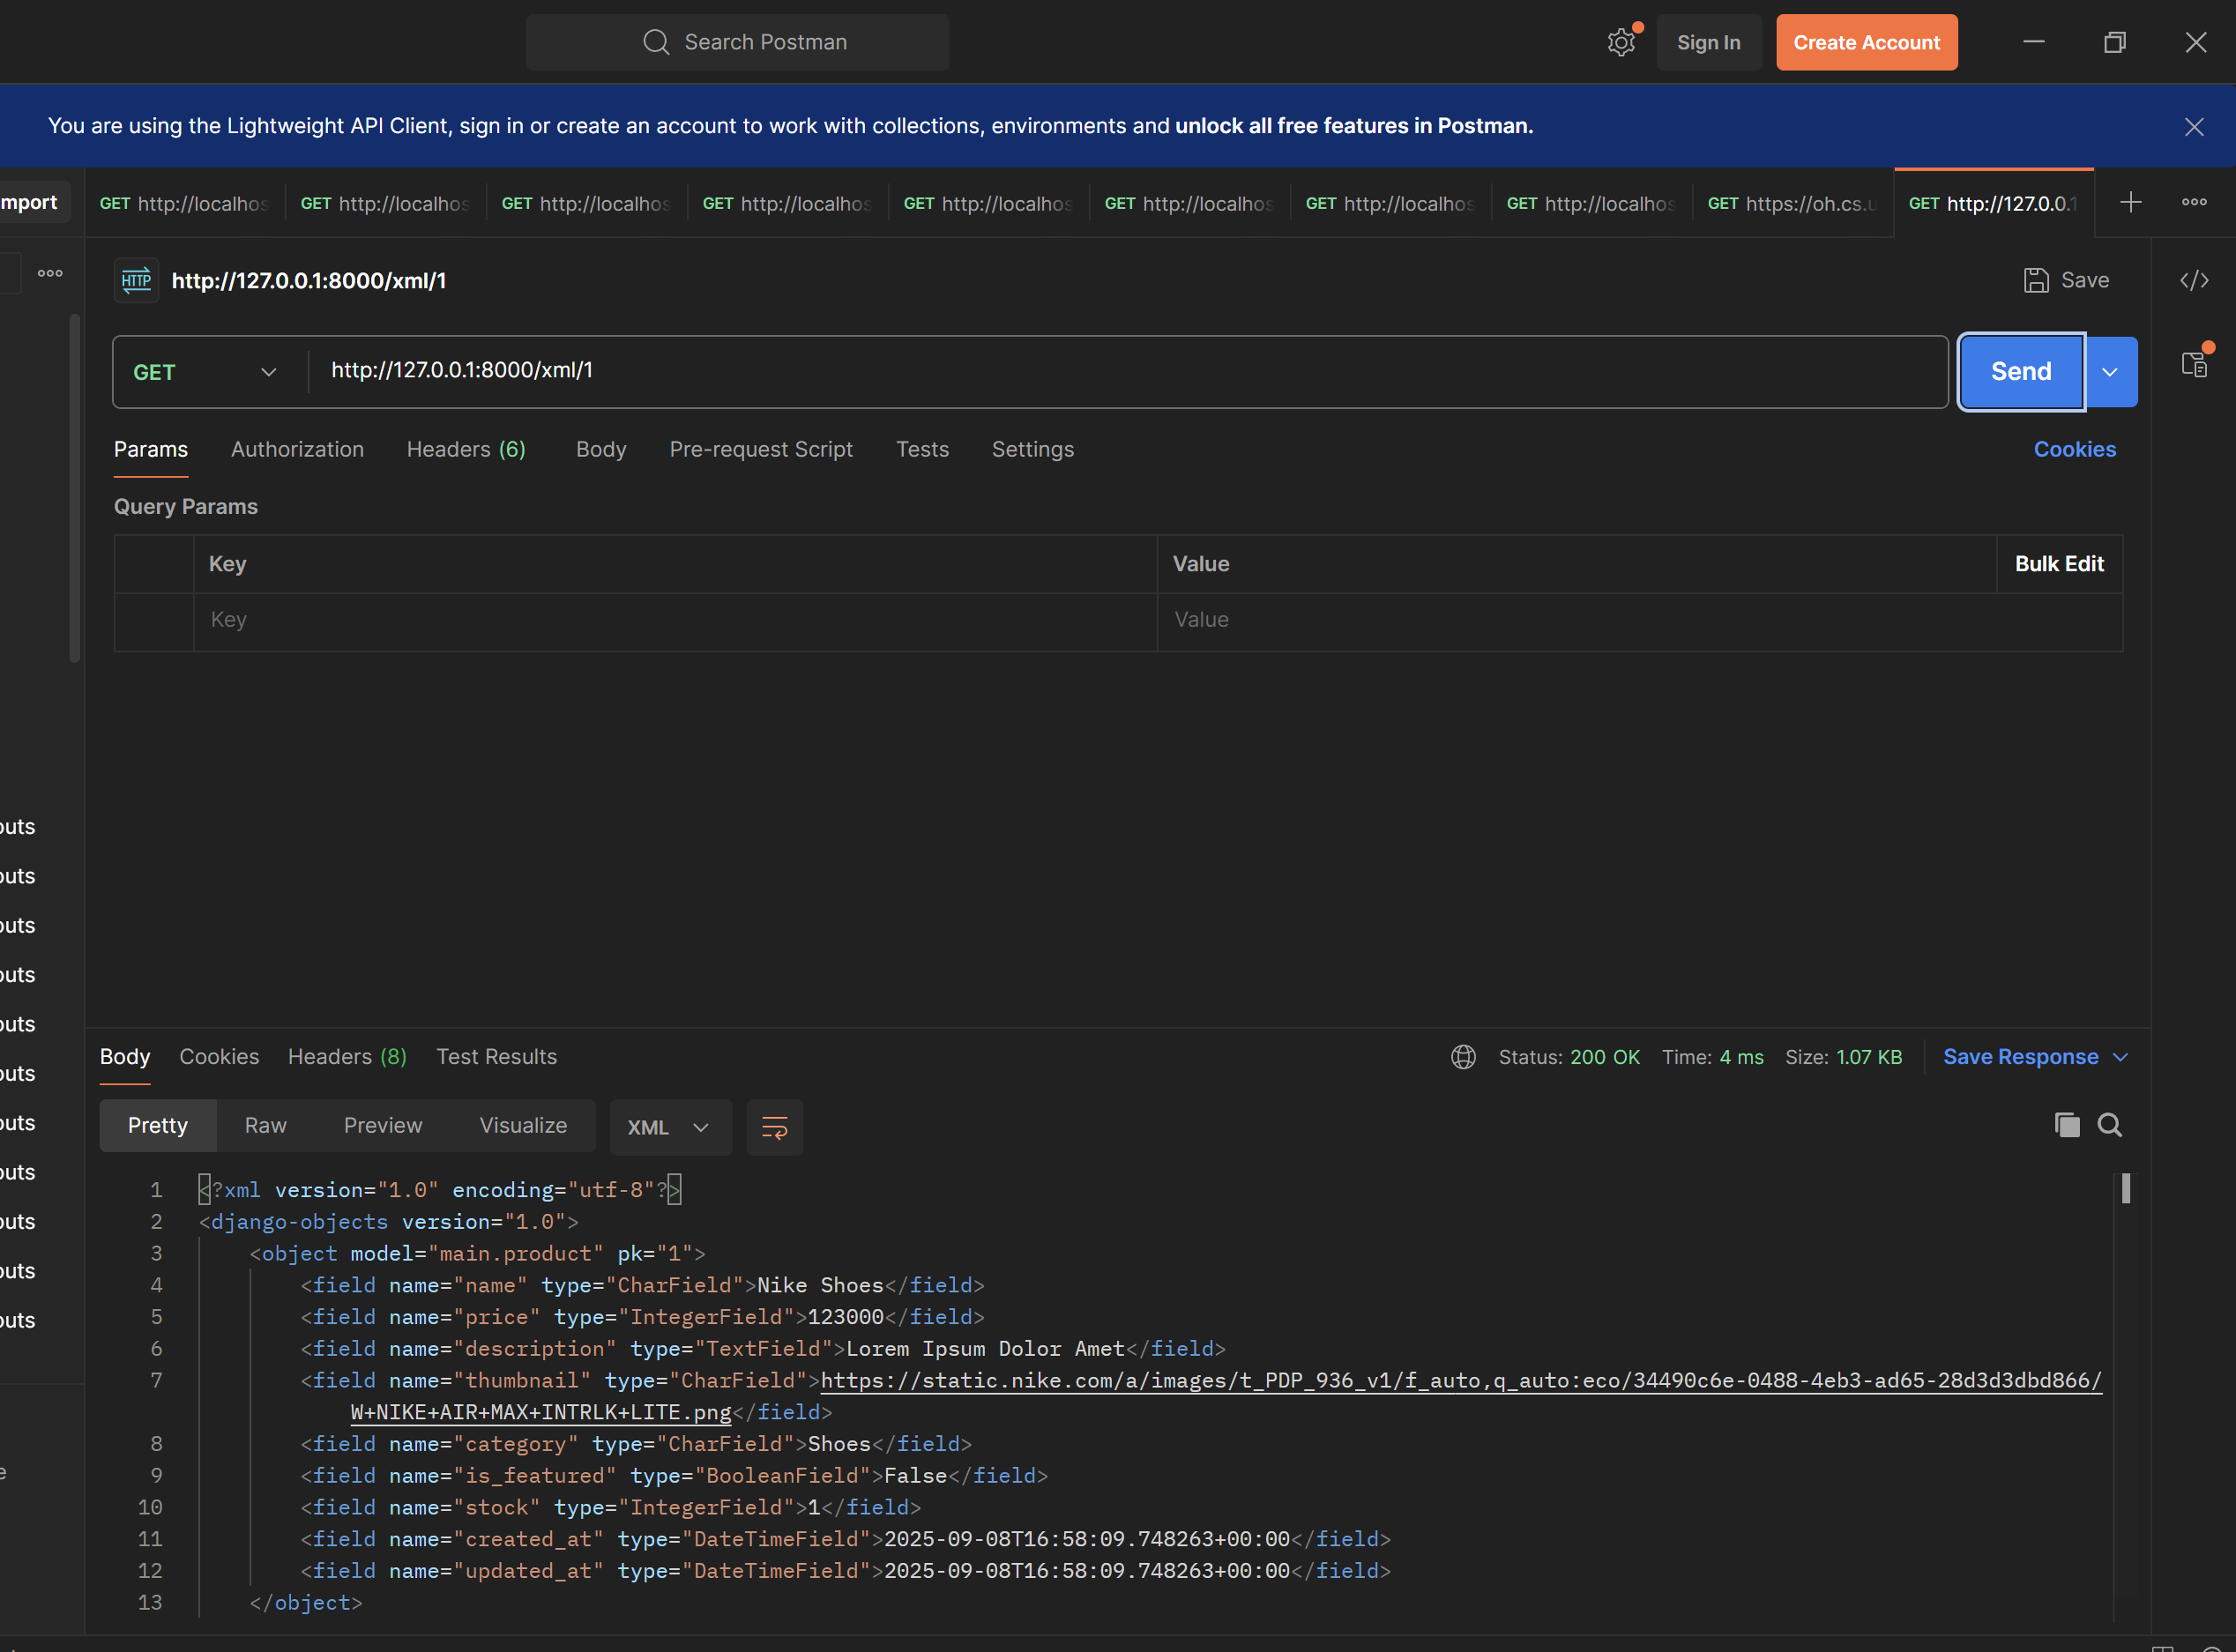 Search Postman
Sign In
Create Account
You are using the Lightweight API Client, sign in or create an account to work with collections, environments and unlock all free features in Postman.
mport
GET http://localhos
GET http://localhos
GET http://localhos
GET http://localhos
GET http://localhos
GET http://localhos
GET http://localhos
GET http://localhos
GET https://oh.cs.u
GET http://127.0.0.1
HTTP http://127.0.0.1:8000/xml/1
Save
GET http://127.0.0.1:8000/xml/1
Send
Params Authorization Headers (6) Body Pre-request Script Tests Settings
Cookies
Query Params
Key Value Bulk Edit
Key Value
outs
outs
outs
outs
outs
outs
outs
outs
outs
outs
outs
e
Body Cookies Headers (8) Test Results
Status: 200 OK Time: 4 ms Size: 1.07 KB Save Response
Pretty Raw Preview Visualize XML
1 <?xml version="1.0" encoding="utf-8"?>
2 <django-objects version="1.0">
3 <object model="main.product" pk="1">
4 <field name="name" type="CharField">Nike Shoes</field>
5 <field name="price" type="IntegerField">123000</field>
6 <field name="description" type="TextField">Lorem Ipsum Dolor Amet</field>
7 <field name="thumbnail" type="CharField">https://static.nike.com/a/images/t_PDP_936_v1/f_auto,q_auto:eco/34490c6e-0488-4eb3-ad65-28d3d3dbd866/
W+NIKE+AIR+MAX+INTRLK+LITE.png</field>
8 <field name="category" type="CharField">Shoes</field>
9 <field name="is_featured" type="BooleanField">False</field>
10 <field name="stock" type="IntegerField">1</field>
11 <field name="created_at" type="DateTimeField">2025-09-08T16:58:09.748263+00:00</field>
12 <field name="updated_at" type="DateTimeField">2025-09-08T16:58:09.748263+00:00</field>
13 </object>